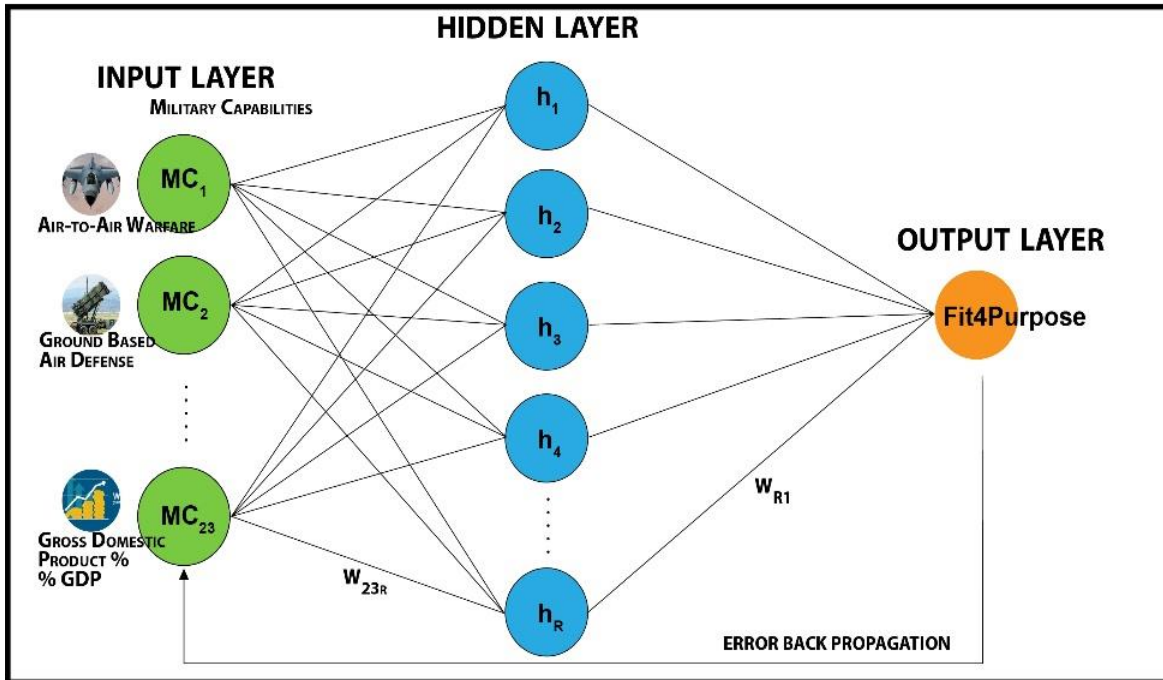 HIDDEN LAYER
INPUT LAYER
MILITARY CAPABILITIES
MC1
AIR-TO-AIR WARFARE
MC2
GROUND BASED
AIR DEFENSE
MC23
GROSS DOMESTIC
PRODUCT %
% GDP
h1
h2
h3
h4
hR
W23R
WR1
OUTPUT LAYER
Fit4Purpose
ERROR BACK PROPAGATION